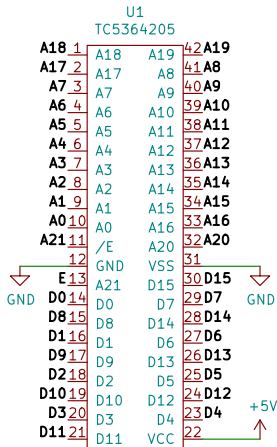 U1
TC5364205
A18 1 A18 A19 42 A19
A17 2 A17 A8 41 A8
A7 3 A7 A9 40 A9
A6 4 A6 A10 39 A10
A5 5 A5 A11 38 A11
A4 6 A4 A12 37 A12
A3 7 A3 A13 36 A13
A2 8 A2 A14 35 A14
A1 9 A1 A15 34 A15
A0 10 A0 A16 33 A16
A21 11 /E A20 32 A20
12 GND VSS 31
E 13 A21 D15 30 D15
GND D0 14 D0 D7 29 D7 GND
D8 15 D8 D14 28 D14
D1 16 D1 D6 27 D6
D9 17 D9 D13 26 D13
D2 18 D2 D5 25 D5
D10 19 D10 D12 24 D12
D3 20 D3 D4 23 D4 +5V
D11 21 D11 VCC 22